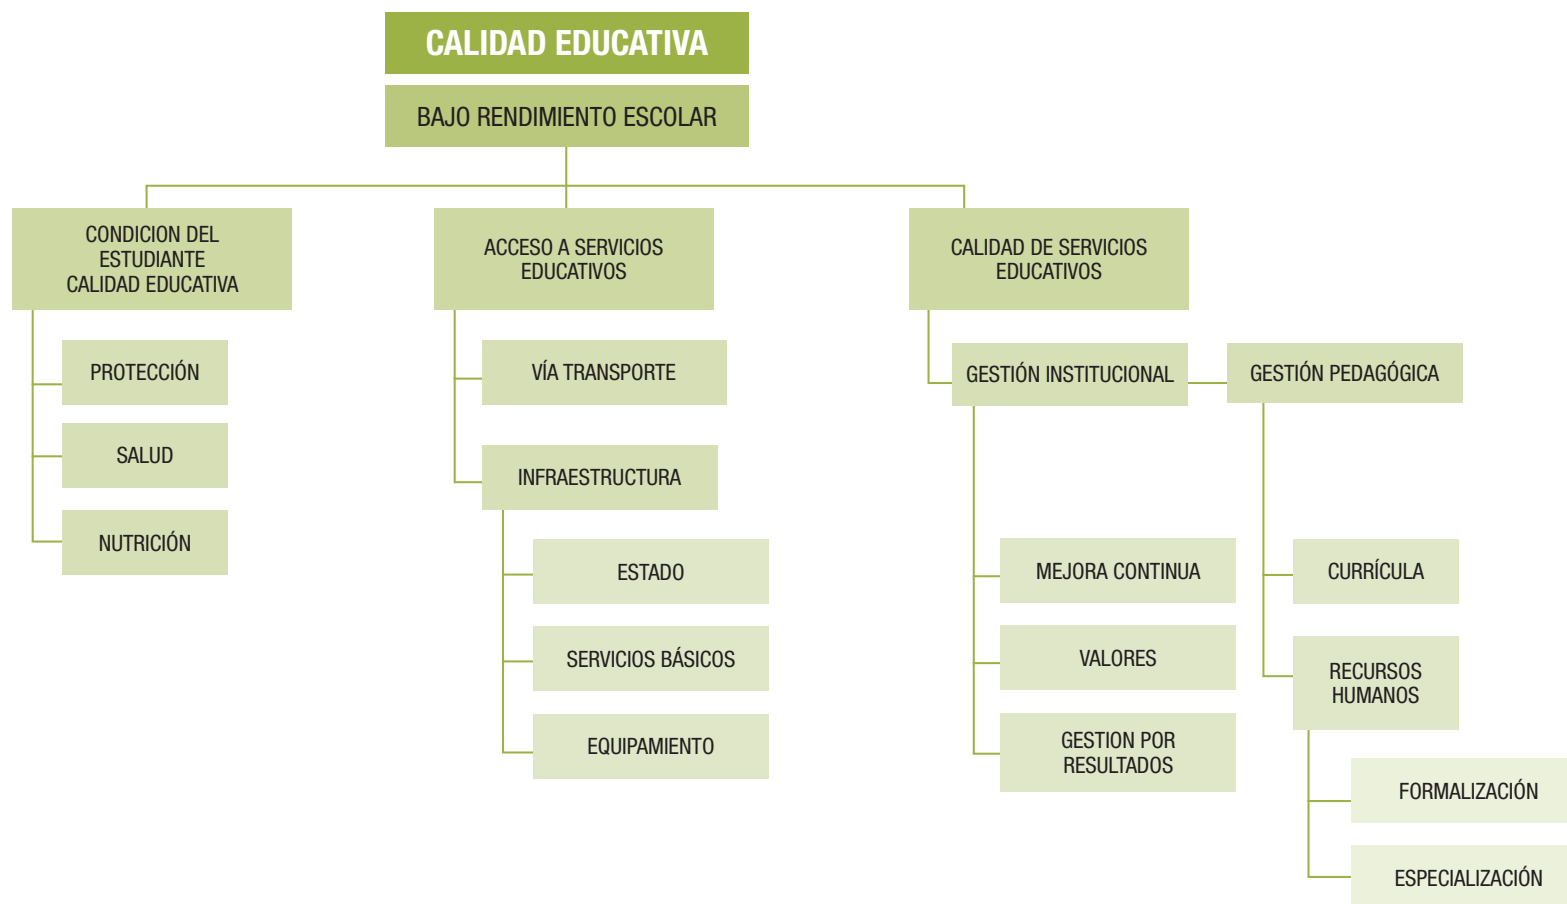 CALIDAD EDUCATIVA
BAJO RENDIMIENTO ESCOLAR
CONDICION DEL
ESTUDIANTE
CALIDAD EDUCATIVA
PROTECCIÓN
SALUD
NUTRICIÓN
ACCESO A SERVICIOS
EDUCATIVOS
VÍA TRANSPORTE
INFRAESTRUCTURA
ESTADO
SERVICIOS BÁSICOS
EQUIPAMIENTO
CALIDAD DE SERVICIOS
EDUCATIVOS
GESTIÓN INSTITUCIONAL
MEJORA CONTINUA
VALORES
GESTION POR
RESULTADOS
GESTIÓN PEDAGÓGICA
CURRÍCULA
RECURSOS
HUMANOS
FORMALIZACIÓN
ESPECIALIZACIÓN